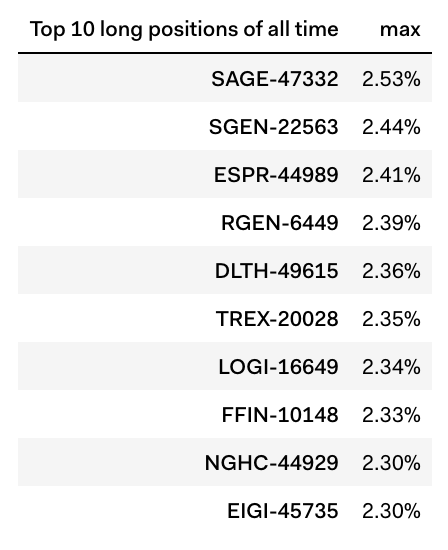 Top 10 long positions of all time max
SAGE-47332 2.53%
SGEN-22563 2.44%
ESPR-44989 2.41%
RGEN-6449 2.39%
DLTH-49615 2.36%
TREX-20028 2.35%
LOGI-16649 2.34%
FFIN-10148 2.33%
NGHC-44929 2.30%
EIGI-45735 2.30%